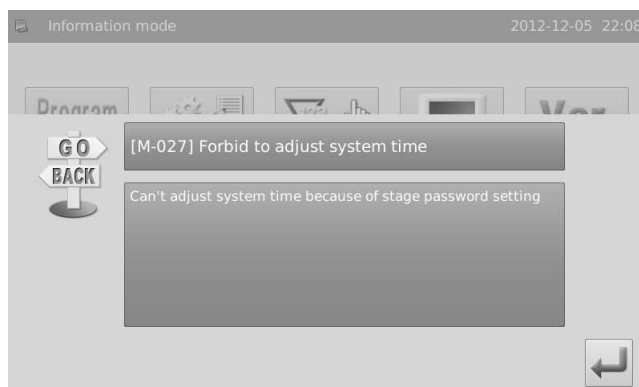 Information mode 2012-12-05 22:08
Program Ver
GO
BACK
[M-027] Forbid to adjust system time
Can't adjust system time because of stage password setting